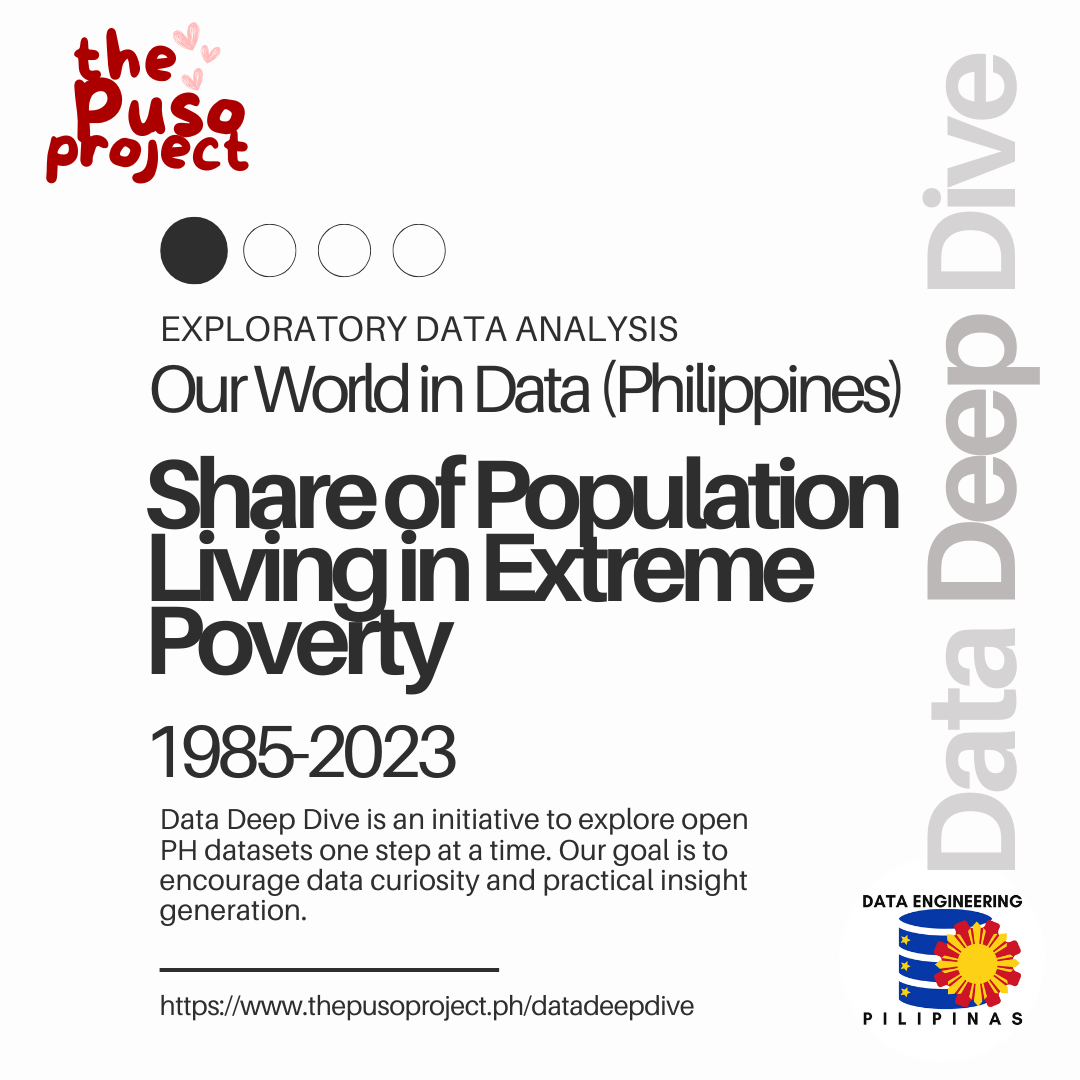 the
Puso
project
EXPLORATORY DATA ANALYSIS
Our World in Data (Philippines)
Share of Population
Living in Extreme
Poverty
1985-2023
Data Deep Dive is an initiative to explore open
PH datasets one step at a time. Our goal is to
encourage data curiosity and practical insight
generation.
https://www.thepusoproject.ph/datadeepdive
Data Deep Dive
DATA ENGINEERING
PILIPINAS